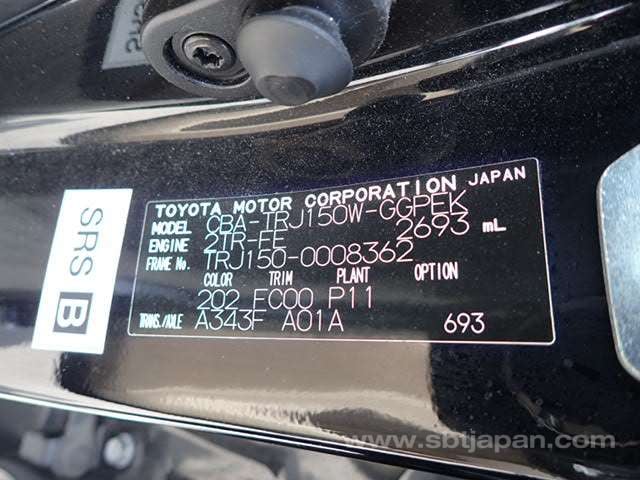 TOYOTA MOTOR CORPORATION JAPAN
MODEL CBA-TRJ150W-GGPEK
ENGINE 2TR-FE 2693 mL
FRAME No. TRJ150-0008362
COLOR TRIM PLANT OPTION
202 FC00 P11
TRANS./AXLE A343F A01A 693
SRS B
www.sbtjapan.com